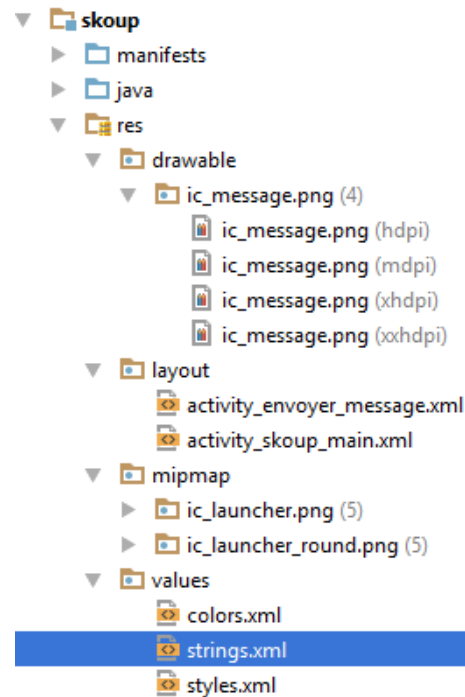 skoup
manifests
java
res
drawable
ic_message.png (4)
ic_message.png (hdpi)
ic_message.png (mdpi)
ic_message.png (xhdpi)
ic_message.png (xxhdpi)
layout
activity_envoyer_message.xml
activity_skoup_main.xml
mipmap
ic_launcher.png (5)
ic_launcher_round.png (5)
values
colors.xml
strings.xml
styles.xml